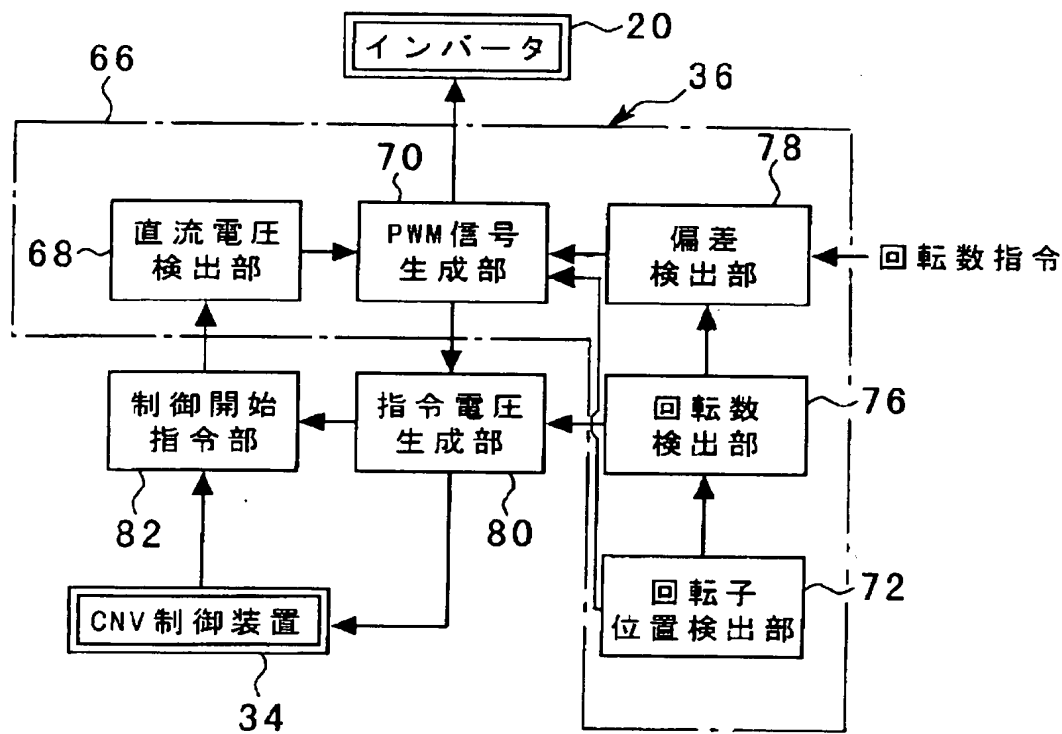 インバータ
20
66
36
70
78
68
直流電圧
検出部
PWM信号
生成部
偏差
検出部
回転数指令
制御開始
指令部
指令電圧
生成部
回転数
検出部
76
82
80
CNV制御装置
34
回転子
位置検出部
72